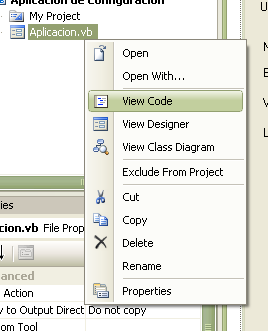 Aplicacion de Configuracion
My Project
Aplicacion.vb
Open
Open With...
View Code
View Designer
View Class Diagram
Exclude From Project
Cut
Copy
Delete
Rename
Properties
ies
cion.vb File Prop
anced
Action
y to Output Direct Do not copy
om Tool